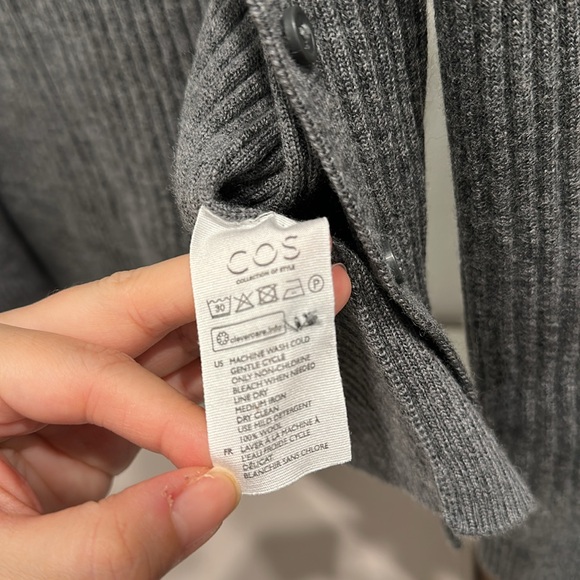 COS
COLLECTION OF STYLE
30 P
clevercare.info
US MACHINE WASH COLD
GENTLE CYCLE
ONLY NON-CHLORINE
BLEACH WHEN NEEDED
LINE DRY
MEDIUM IRON
DRY CLEAN
USE MILD DETERGENT
100% WOOL
FR LAVER À LA MACHINE À
L'EAU FROIDE CYCLE
DÉLICAT
BLANCHIR SANS CHLORE